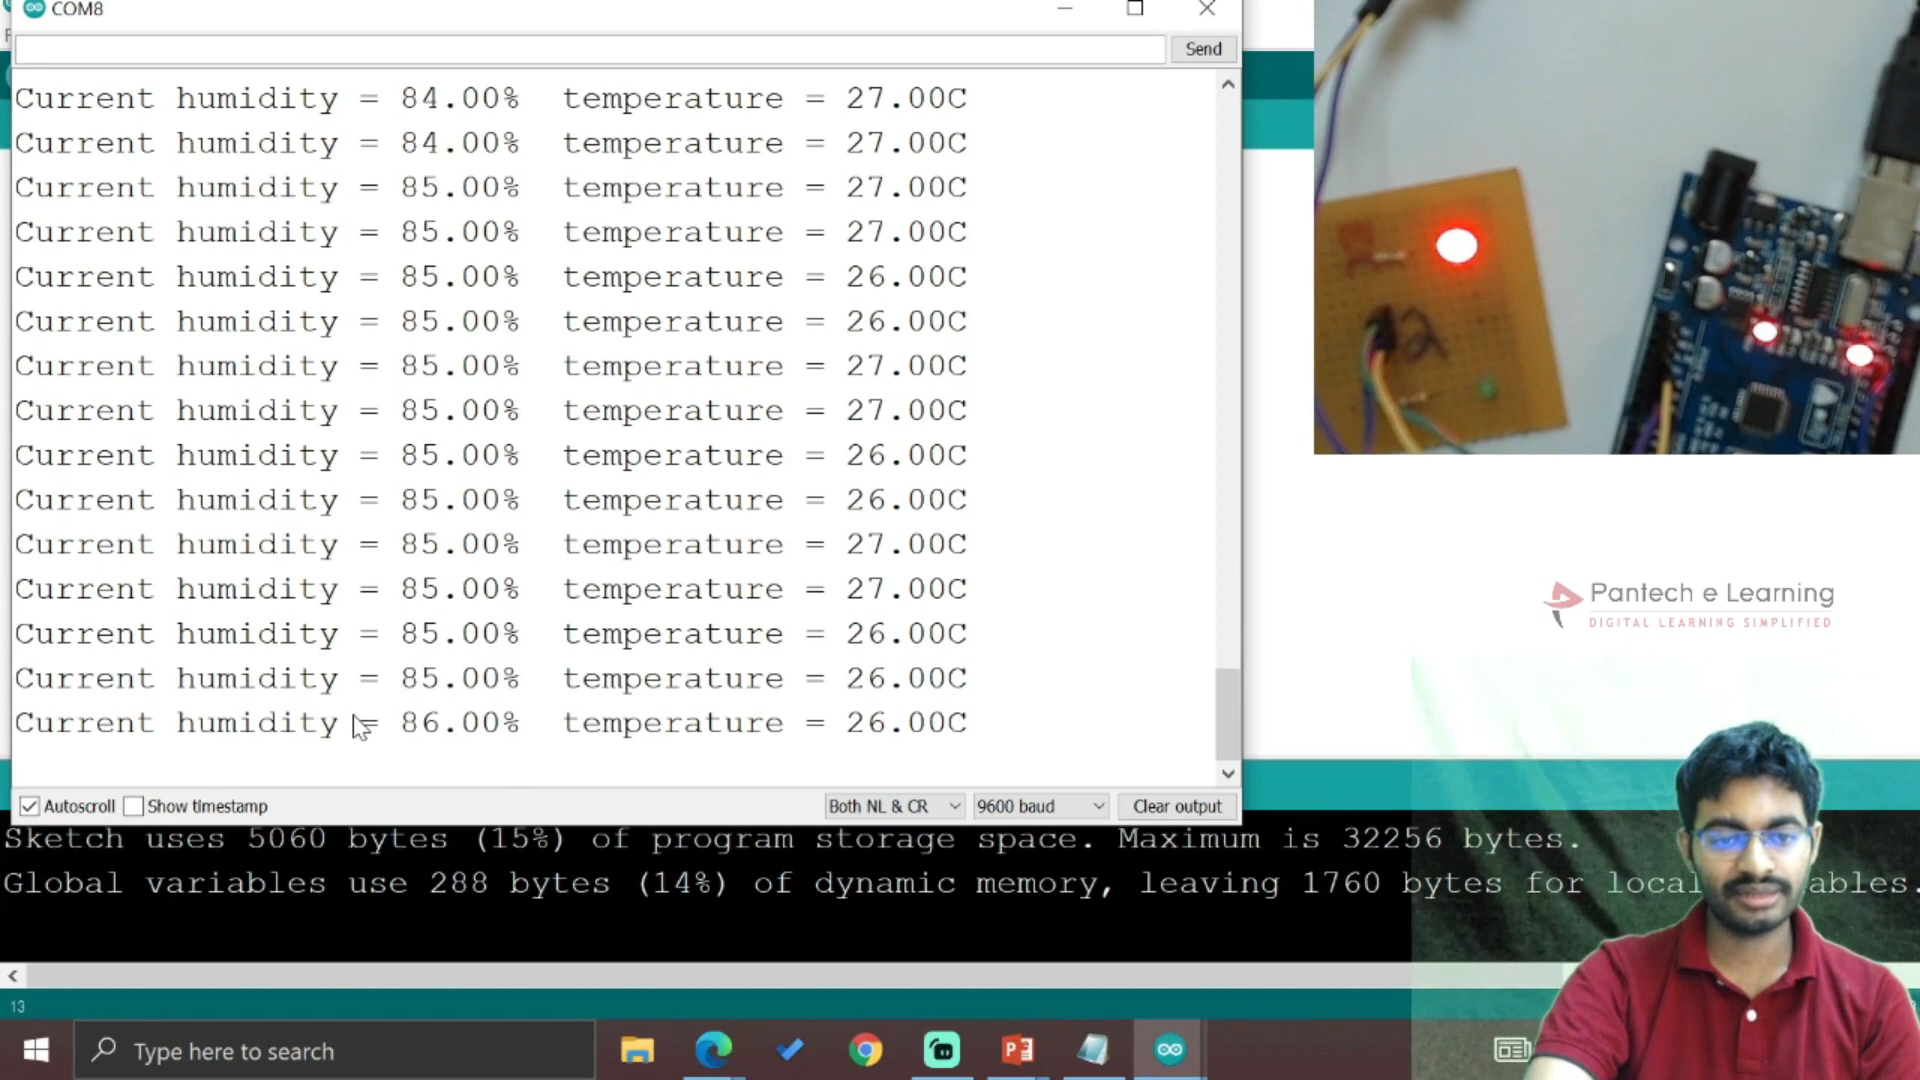 COM8
Send
Current humidity = 84.00%  temperature = 27.00C
Current humidity = 84.00%  temperature = 27.00C
Current humidity = 85.00%  temperature = 27.00C
Current humidity = 85.00%  temperature = 27.00C
Current humidity = 85.00%  temperature = 26.00C
Current humidity = 85.00%  temperature = 26.00C
Current humidity = 85.00%  temperature = 27.00C
Current humidity = 85.00%  temperature = 27.00C
Current humidity = 85.00%  temperature = 26.00C
Current humidity = 85.00%  temperature = 26.00C
Current humidity = 85.00%  temperature = 27.00C
Current humidity = 85.00%  temperature = 27.00C
Current humidity = 85.00%  temperature = 26.00C
Current humidity = 85.00%  temperature = 26.00C
Current humidity = 86.00%  temperature = 26.00C
Pantech e Learning
DIGITAL LEARNING SIMPLIFIED
Autoscroll Show timestamp Both NL & CR 9600 baud Clear output
Sketch uses 5060 bytes (15%) of program storage space. Maximum is 32256 bytes.
Global variables use 288 bytes (14%) of dynamic memory, leaving 1760 bytes for local
13
Type here to search